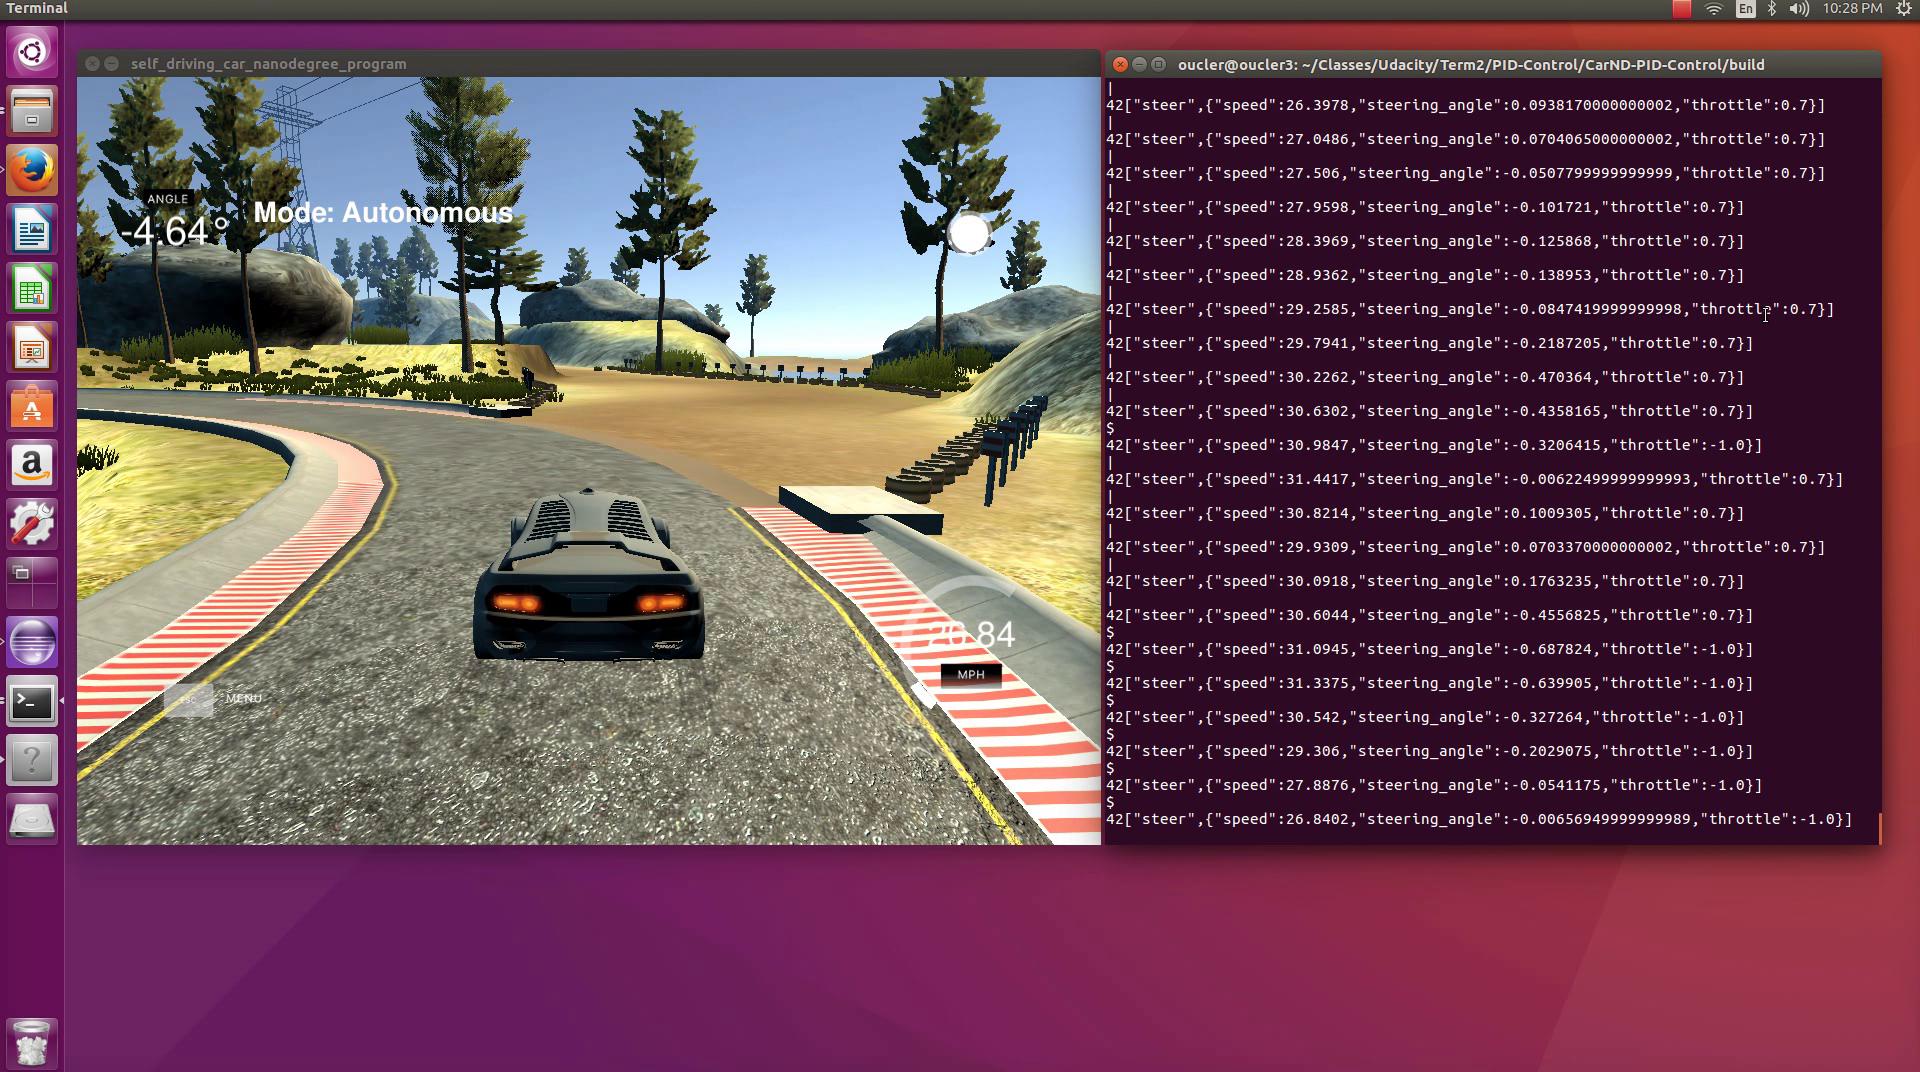 Terminal
En
10:28 PM
self_driving_car_nanodegree_program
ANGLE
-4.64°
Mode: Autonomous
26.84
MPH
ESC
MENU
oucler@oucler3: ~/Classes/Udacity/Term2/PID-Control/CarND-PID-Control/build
|
42["steer",{"speed":26.3978,"steering_angle":0.0938170000000002,"throttle":0.7}]
|
42["steer",{"speed":27.0486,"steering_angle":0.0704065000000002,"throttle":0.7}]
|
42["steer",{"speed":27.506,"steering_angle":-0.0507799999999999,"throttle":0.7}]
|
42["steer",{"speed":27.9598,"steering_angle":-0.101721,"throttle":0.7}]
|
42["steer",{"speed":28.3969,"steering_angle":-0.125868,"throttle":0.7}]
|
42["steer",{"speed":28.9362,"steering_angle":-0.138953,"throttle":0.7}]
|
42["steer",{"speed":29.2585,"steering_angle":-0.0847419999999998,"throttle":0.7}]
|
42["steer",{"speed":29.7941,"steering_angle":-0.2187205,"throttle":0.7}]
|
42["steer",{"speed":30.2262,"steering_angle":-0.470364,"throttle":0.7}]
|
42["steer",{"speed":30.6302,"steering_angle":-0.4358165,"throttle":0.7}]
$
42["steer",{"speed":30.9847,"steering_angle":-0.3206415,"throttle":-1.0}]
|
42["steer",{"speed":31.4417,"steering_angle":-0.00622499999999993,"throttle":0.7}]
|
42["steer",{"speed":30.8214,"steering_angle":0.1009305,"throttle":0.7}]
|
42["steer",{"speed":29.9309,"steering_angle":0.0703370000000002,"throttle":0.7}]
|
42["steer",{"speed":30.0918,"steering_angle":0.1763235,"throttle":0.7}]
|
42["steer",{"speed":30.6044,"steering_angle":-0.4556825,"throttle":0.7}]
$
42["steer",{"speed":31.0945,"steering_angle":-0.687824,"throttle":-1.0}]
$
42["steer",{"speed":31.3375,"steering_angle":-0.639905,"throttle":-1.0}]
$
42["steer",{"speed":30.542,"steering_angle":-0.327264,"throttle":-1.0}]
$
42["steer",{"speed":29.306,"steering_angle":-0.2029075,"throttle":-1.0}]
$
42["steer",{"speed":27.8876,"steering_angle":-0.0541175,"throttle":-1.0}]
$
42["steer",{"speed":26.8402,"steering_angle":-0.00656949999999989,"throttle":-1.0}]